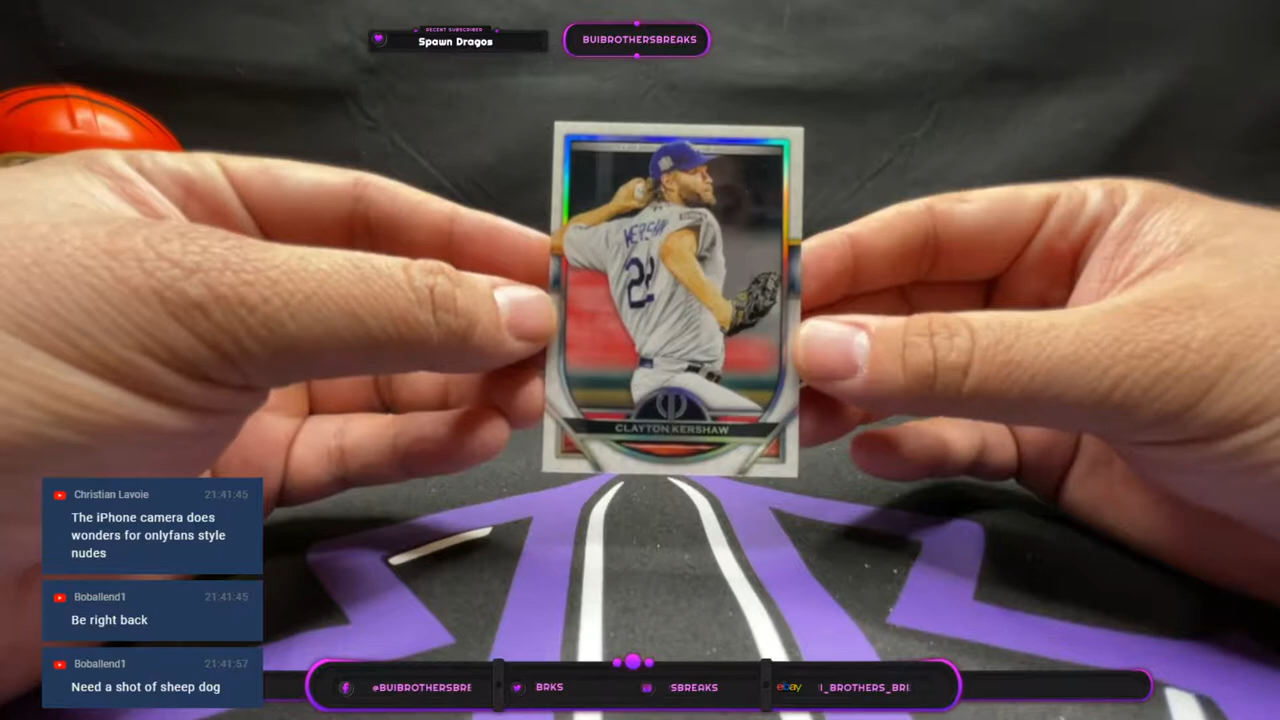 RECENT SUBSCRIBER
Spawn Dragos
BUIBROTHERSBREAKS
KERSHAW
22
CLAYTON KERSHAW
Christian Lavoie 21:41:45
The iPhone camera does
wonders for onlyfans style
nudes
Boballend1 21:41:45
Be right back
Boballend1 21:41:57
Need a shot of sheep dog
@BUIBROTHERSBRE
BRKS
SBREAKS
ebay
I_BROTHERS_BRE